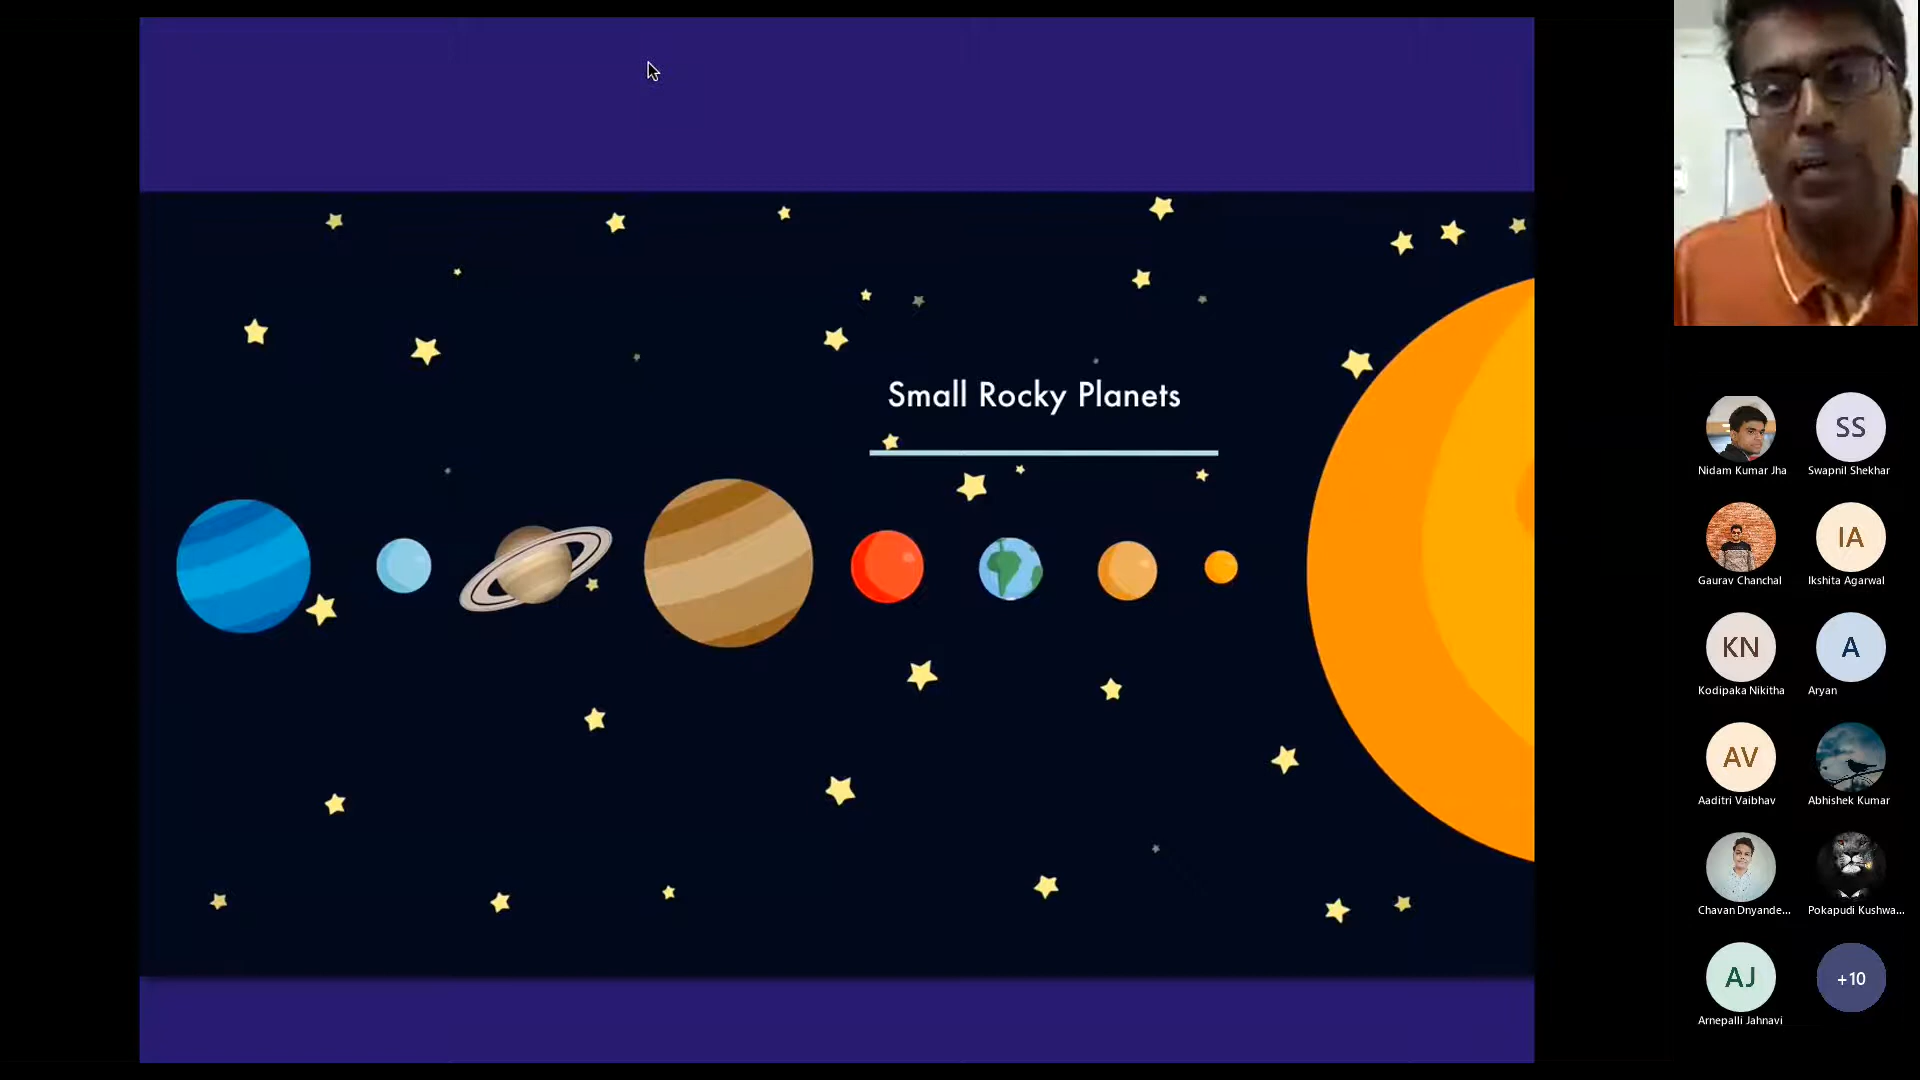 Small Rocky Planets
Nidam Kumar Jha
SS
Swapnil Shekhar
Gaurav Chanchal
IA
Ikshita Agarwal
KN
Kodipaka Nikitha
A
Aryan
AV
Aaditri Vaibhav
Abhishek Kumar
Chavan Dnyande...
Pokapudi Kushwa...
AJ
Arnepalli Jahnavi
+10